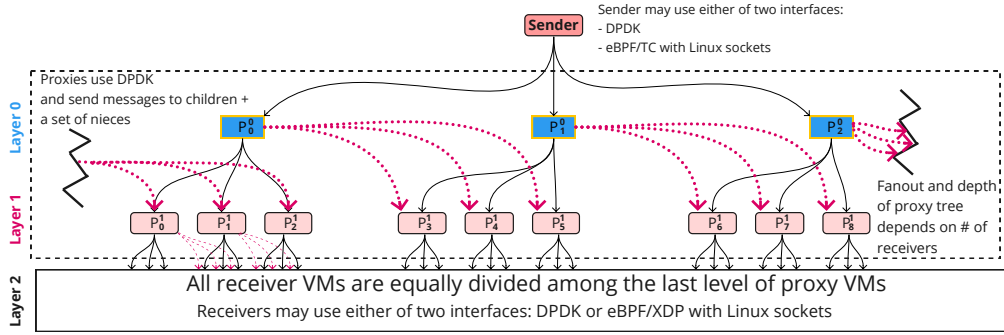 Sender
Sender may use either of two interfaces:
- DPDK
- eBPF/TC with Linux sockets
Proxies use DPDK
and send messages to children +
a set of nieces
Layer 0
P⁰₀
P⁰₁
P⁰₂
Fanout and depth
of proxy tree
depends on # of
receivers
Layer 1
P¹₀
P¹₁
P¹₂
P¹₃
P¹₄
P¹₅
P¹₆
P¹₇
P¹₈
Layer 2
All receiver VMs are equally divided among the last level of proxy VMs
Receivers may use either of two interfaces: DPDK or eBPF/XDP with Linux sockets